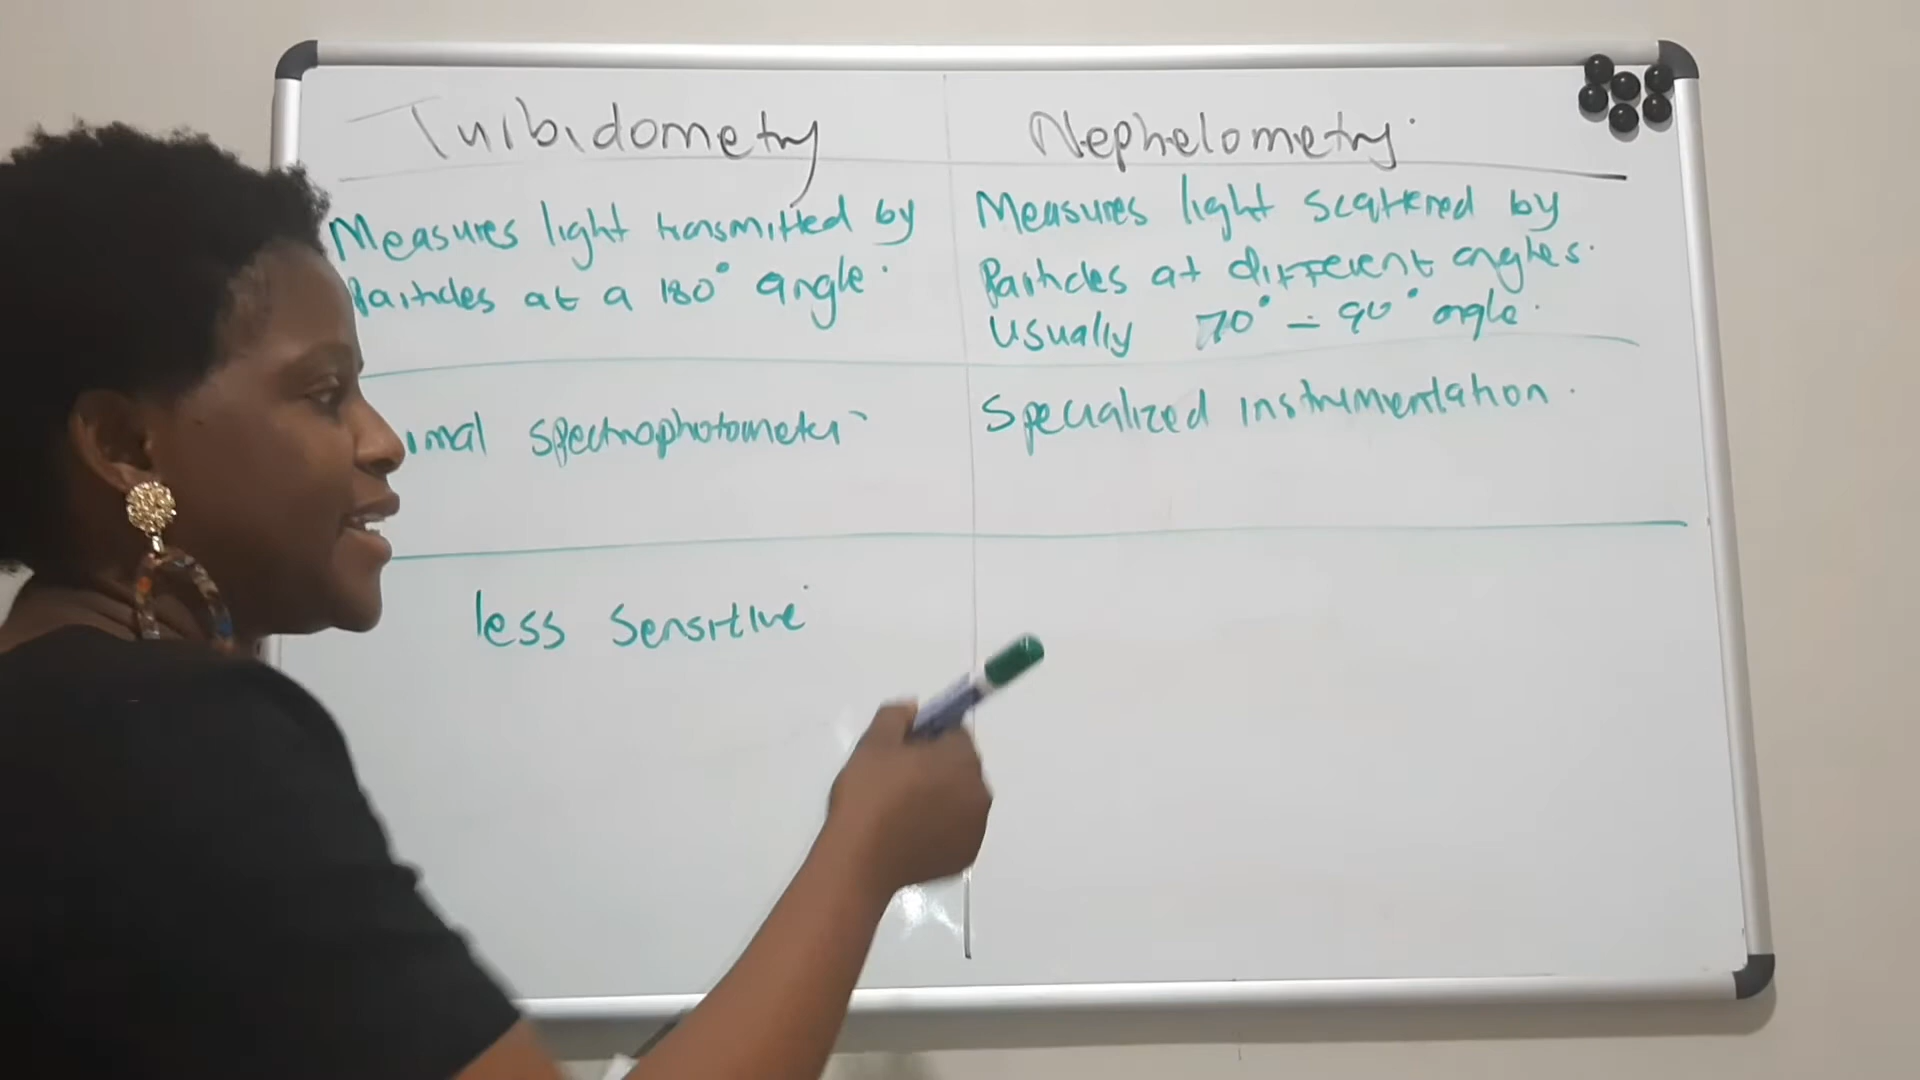 Turbidometry
Nephelometry.
Measures light transmitted by
Particles at a 180° angle.
Measures light scattered by
Particles at different angles.
Usually 70° - 90° angle.
spectrophotometer
Specialized instrumentation.
less sensitive